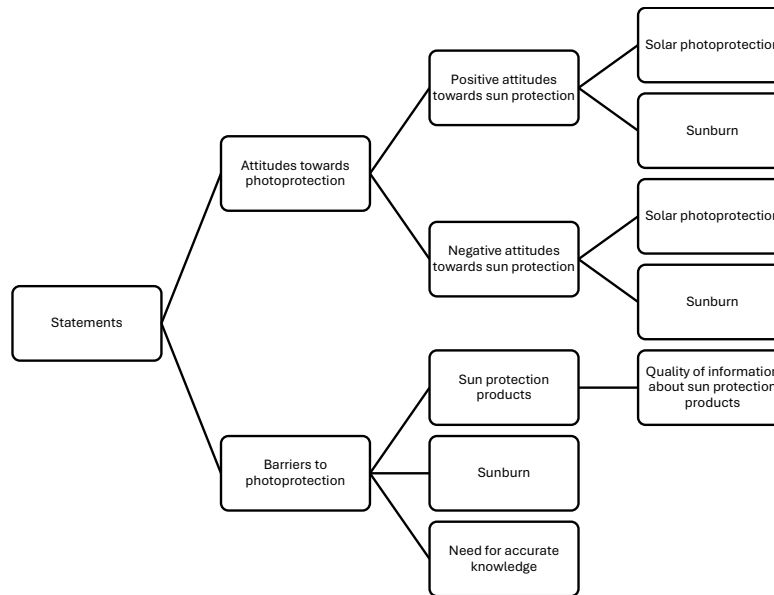 Statements
Attitudes towards
photoprotection
Positive attitudes
towards sun protection
Solar photoprotection
Sunburn
Negative attitudes
towards sun protection
Solar photoprotection
Sunburn
Barriers to
photoprotection
Sun protection
products
Quality of information
about sun protection
products
Sunburn
Need for accurate
knowledge